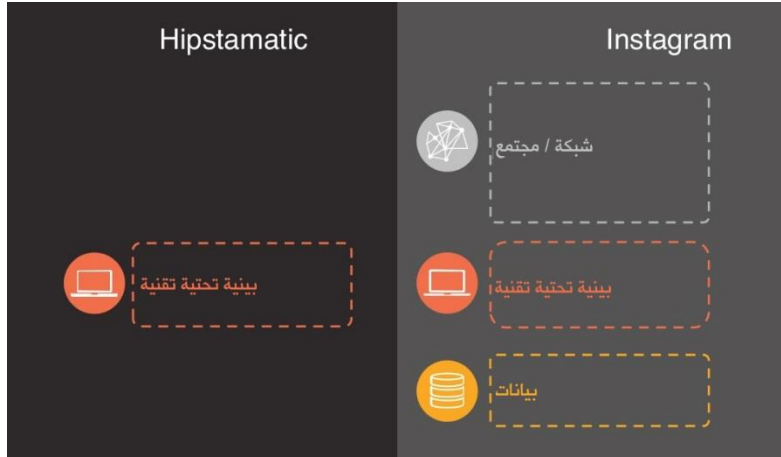 Hipstamatic
بينية تحتية تقنية
Instagram
شبكة / مجتمع
بينية تحتية تقنية
بيانات